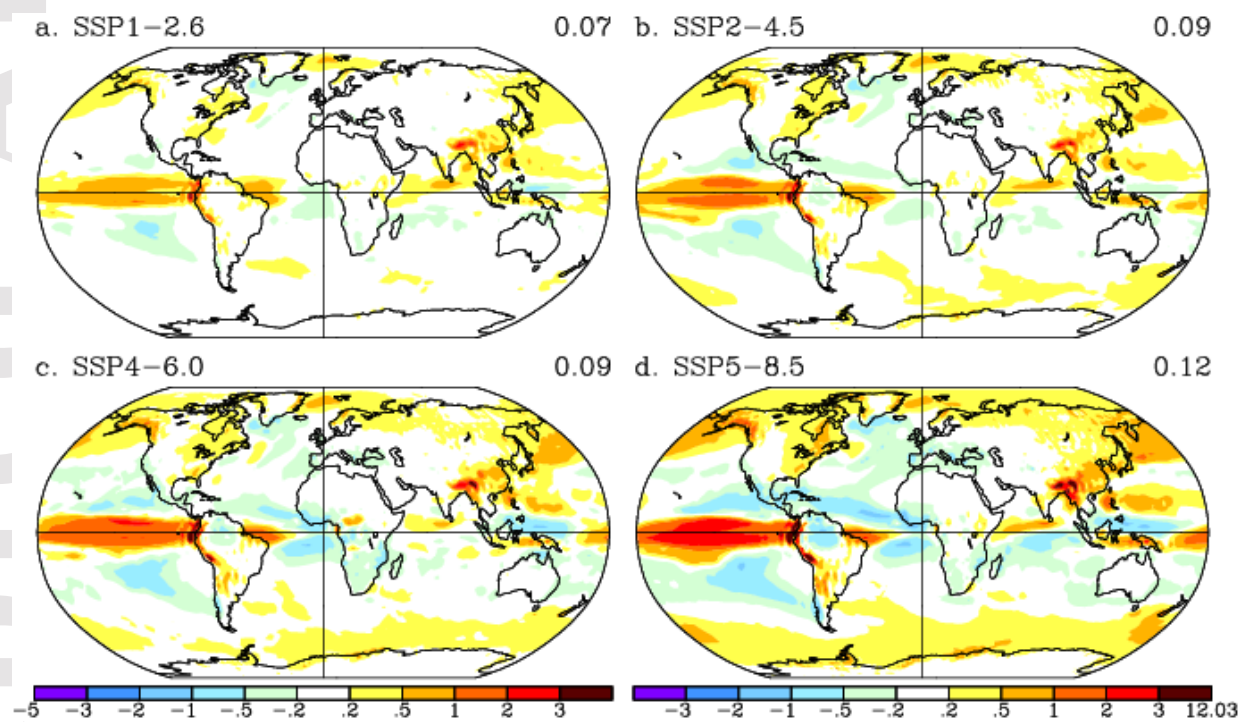 a. SSP1−2.6 0.07 b. SSP2−4.5 0.09
c. SSP4−6.0 0.09 d. SSP5−8.5 0.12
−5 −3 −2 −1 −.5 −.2 .2 .5 1 2 3 −3 −2 −1 −.5 −.2 .2 .5 1 2 3 12.03